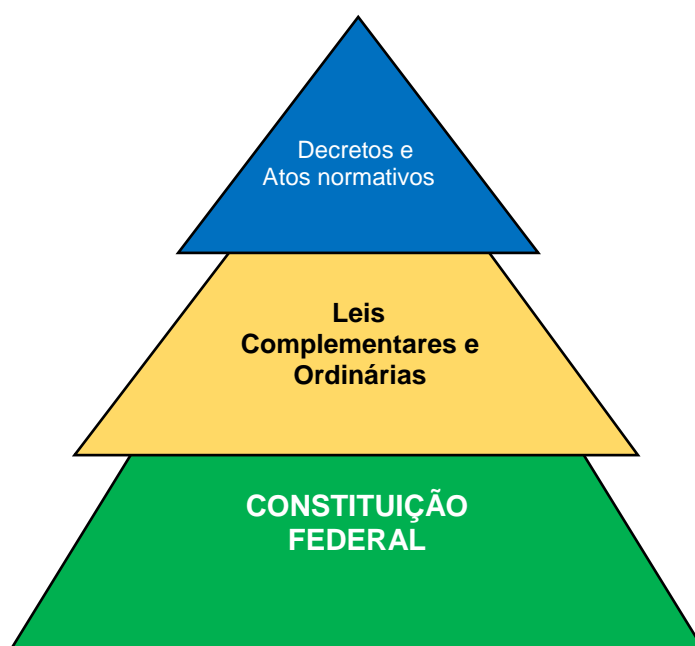 Decretos e
Atos normativos
Leis
Complementares e
Ordinárias
CONSTITUIÇÃO
FEDERAL